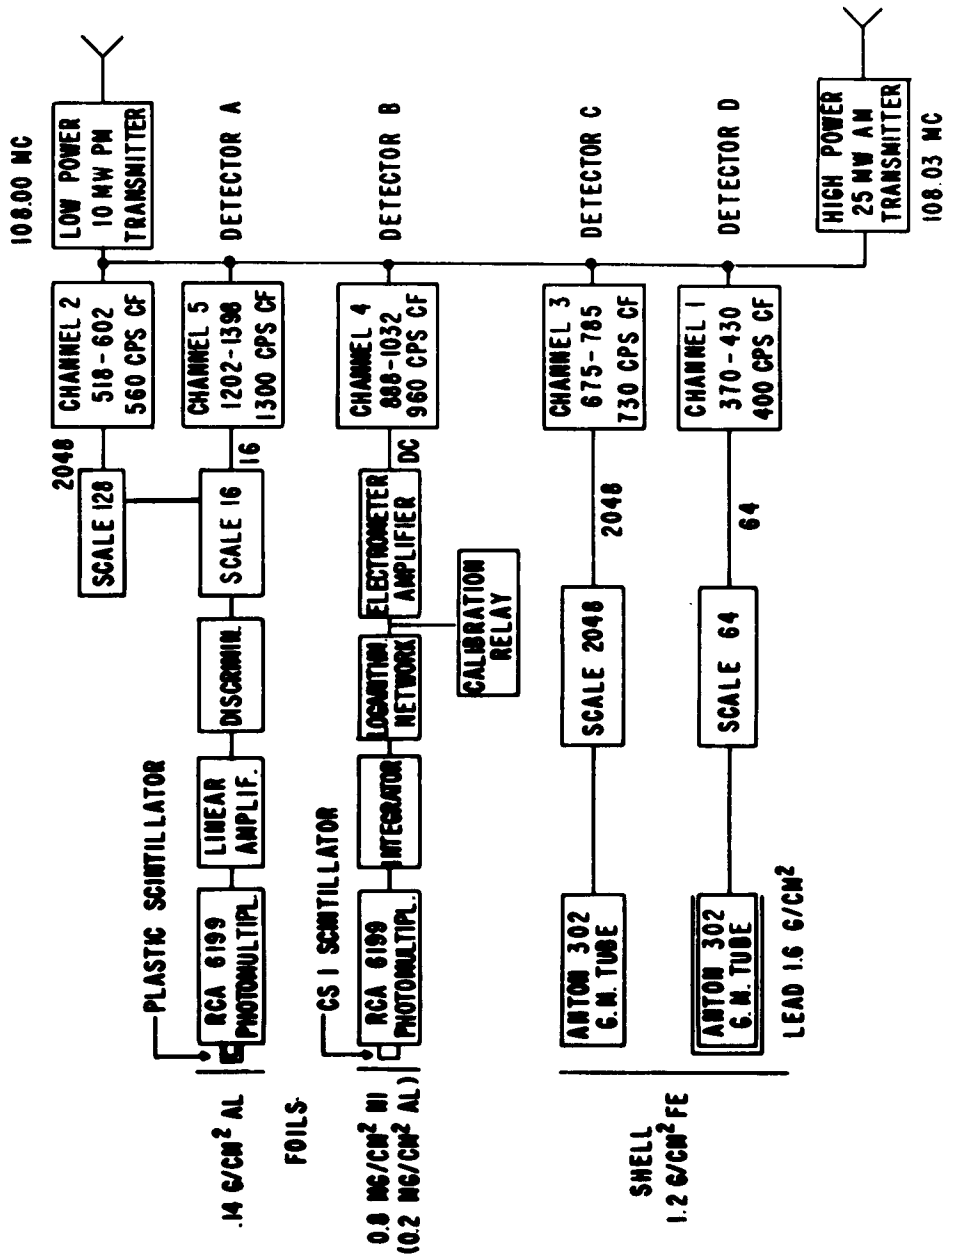 108.00 MC
LOW POWER
10 MW PM
TRANSMITTER
CHANNEL 2
518-602
560 CPS CF
2048
SCALE 128
DETECTOR A
CHANNEL 5
1202-1398
1300 CPS CF
16
SCALE 16
DISCRIMIN.
LINEAR
AMPLIF.
RCA 6199
PHOTOMULTIPL.
PLASTIC SCINTILLATOR
.14 G/CM² AL
FOILS
DETECTOR B
CHANNEL 4
888-1032
960 CPS CF
DC
ELECTROMETER
AMPLIFIER
CALIBRATION
RELAY
LOGARITHM.
NETWORK
INTEGRATOR
RCA 6199
PHOTOMULTIPL.
CS I SCINTILLATOR
0.8 MG/CM² NI
(0.2 MG/CM² AL)
DETECTOR C
CHANNEL 3
675-785
730 CPS CF
2048
SCALE 2048
ANTON 302
G.M. TUBE
DETECTOR D
CHANNEL 1
370-430
400 CPS CF
64
SCALE 64
ANTON 302
G.M. TUBE
LEAD 1.6 G/CM²
SHELL
1.2 G/CM² FE
HIGH POWER
25 MW AM
TRANSMITTER
108.03 MC